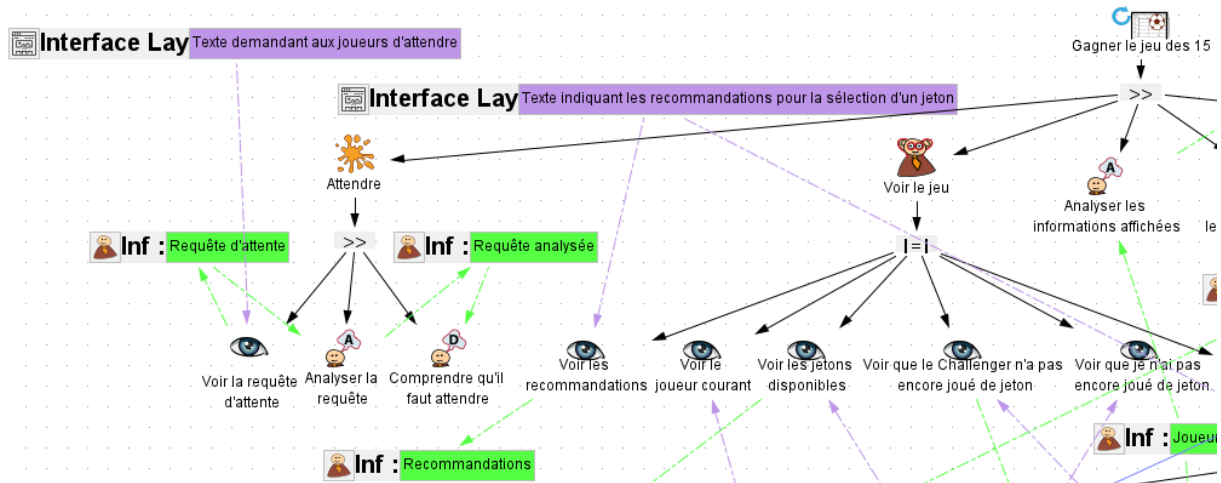 Gagner le jeu des 15
>>
Interface Lay Texte demandant aux joueurs d'attendre
Interface Lay Texte indiquant les recommandations pour la sélection d'un jeton
Attendre
>>
Inf : Requête d'attente
Inf : Requête analysée
Voir la requête
d'attente
A
Analyser la
requête
D
Comprendre qu'il
faut attendre
Voir le jeu
|=|
A
Analyser les
informations affichées
le
Voir les
recommandations
Voir le
joueur courant
Voir les jetons
disponibles
Voir que le Challenger n'a pas
encore joué de jeton
Voir que je n'ai pas
encore joué de jeton
Inf : Recommandations
Inf : Joueur